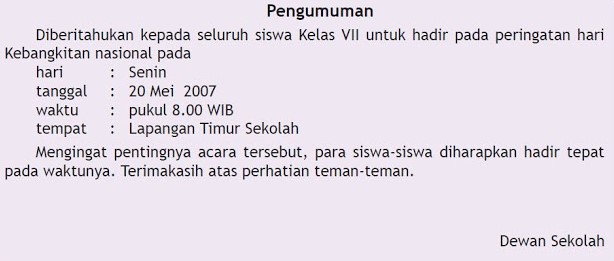 Pengumuman
Diberitahukan kepada seluruh siswa Kelas VII untuk hadir pada peringatan hari
Kebangkitan nasional pada
hari : Senin
tanggal : 20 Mei 2007
waktu : pukul 8.00 WIB
tempat : Lapangan Timur Sekolah
Mengingat pentingnya acara tersebut, para siswa-siswa diharapkan hadir tepat
pada waktunya. Terimakasih atas perhatian teman-teman.
Dewan Sekolah